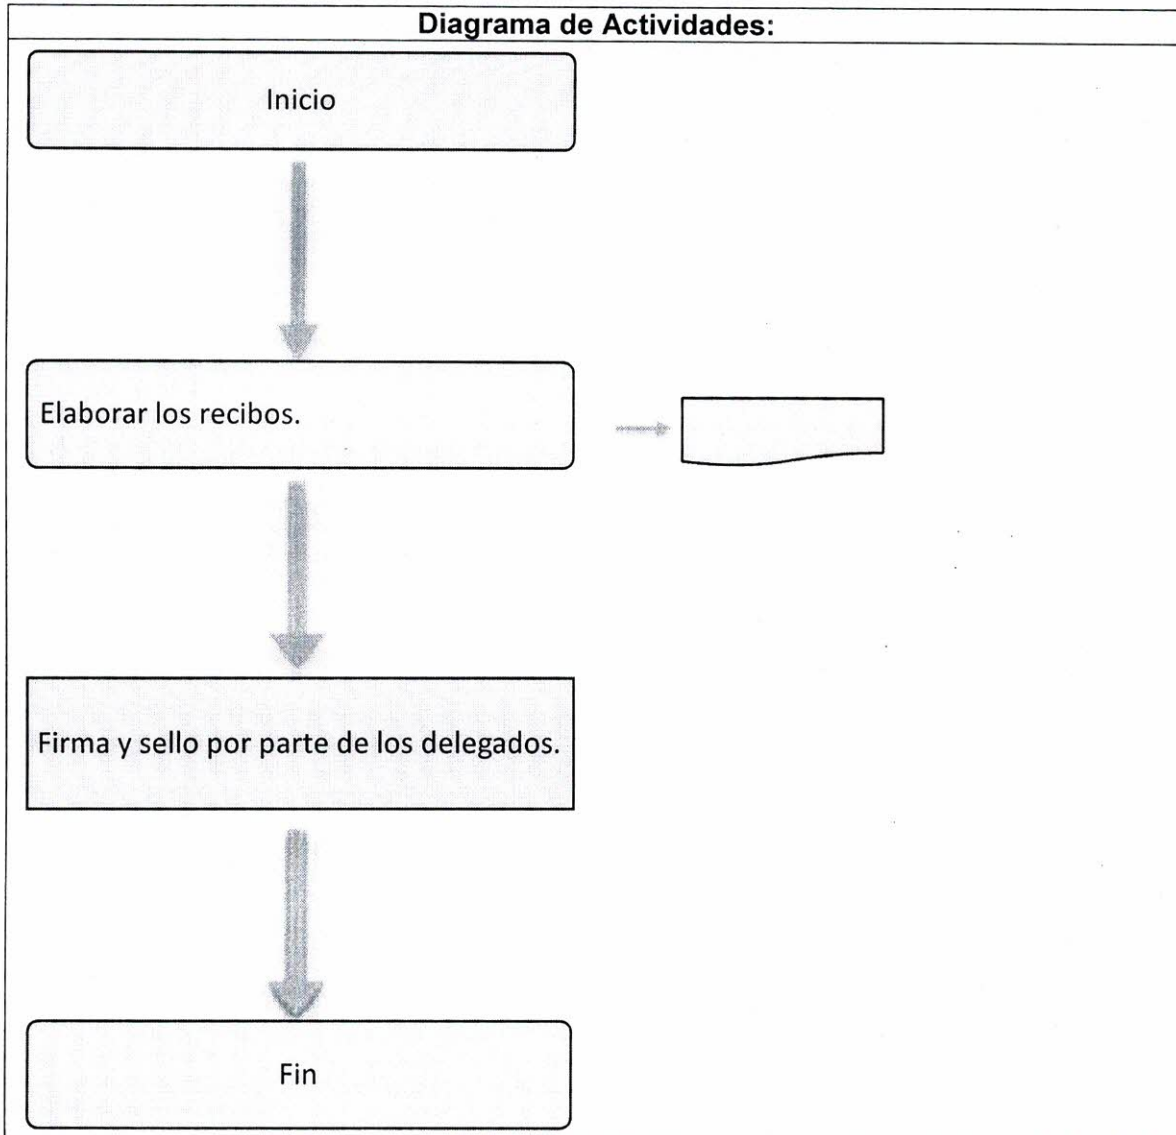 Diagrama de Actividades:
Inicio
Elaborar los recibos.
Firma y sello por parte de los delegados.
Fin